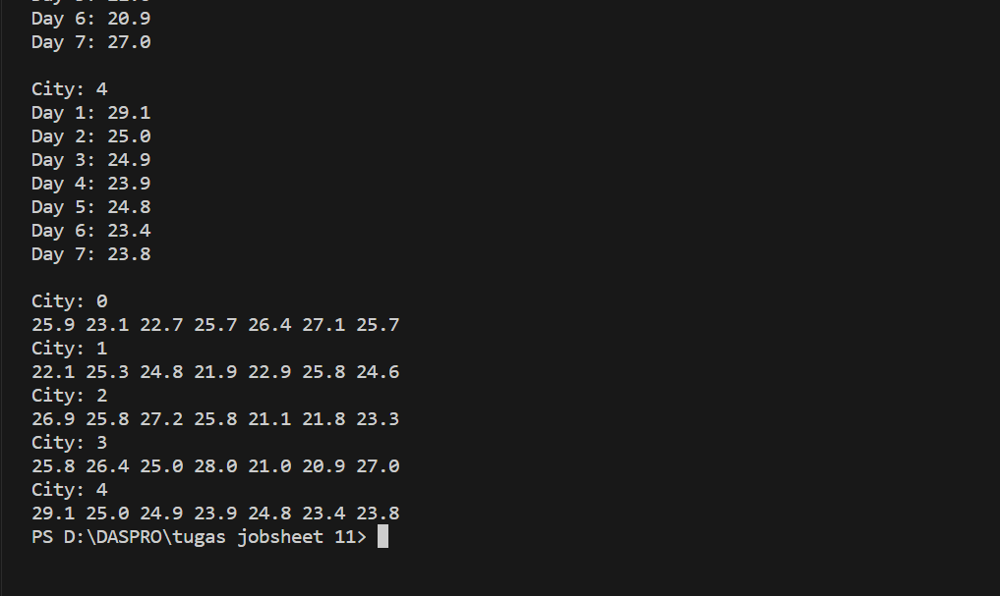 Day 6: 20.9
Day 7: 27.0
City: 4
Day 1: 29.1
Day 2: 25.0
Day 3: 24.9
Day 4: 23.9
Day 5: 24.8
Day 6: 23.4
Day 7: 23.8
City: 0
25.9 23.1 22.7 25.7 26.4 27.1 25.7
City: 1
22.1 25.3 24.8 21.9 22.9 25.8 24.6
City: 2
26.9 25.8 27.2 25.8 21.1 21.8 23.3
City: 3
25.8 26.4 25.0 28.0 21.0 20.9 27.0
City: 4
29.1 25.0 24.9 23.9 24.8 23.4 23.8
PS D:\DASPRO\tugas jobsheet 11>